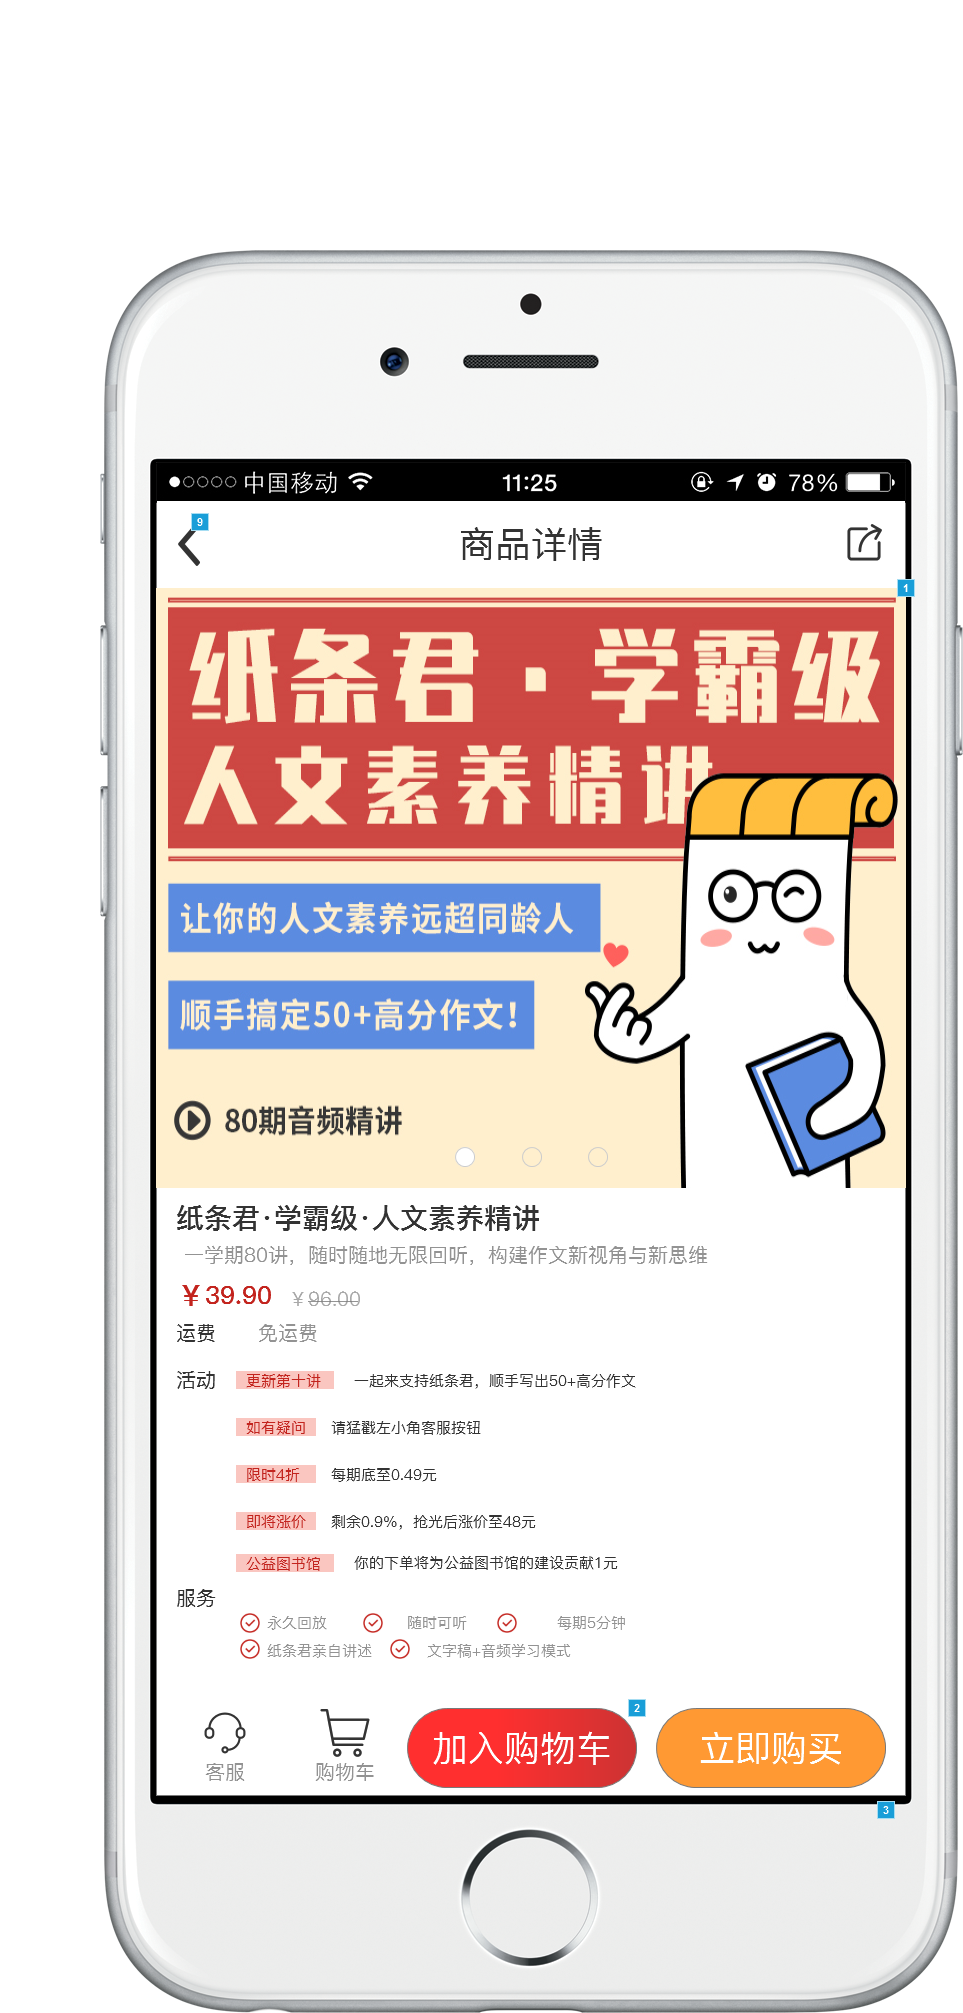 中国移动 11:25 78%
9
商品详情
1
纸条君·学霸级
人文素养精讲
让你的人文素养远超同龄人
顺手搞定50+高分作文!
80期音频精讲
纸条君·学霸级·人文素养精讲
一学期80讲，随时随地无限回听，构建作文新视角与新思维
￥39.90 ￥96.00
运费 免运费
活动 更新第十讲 一起来支持纸条君，顺手写出50+高分作文
如有疑问 请猛戳左小角客服按钮
限时4折 每期底至0.49元
即将涨价 剩余0.9%，抢光后涨价至48元
公益图书馆 你的下单将为公益图书馆的建设贡献1元
服务
永久回放 随时可听 每期5分钟
纸条君亲自讲述 文字稿+音频学习模式
2
客服 购物车 加入购物车 立即购买
3